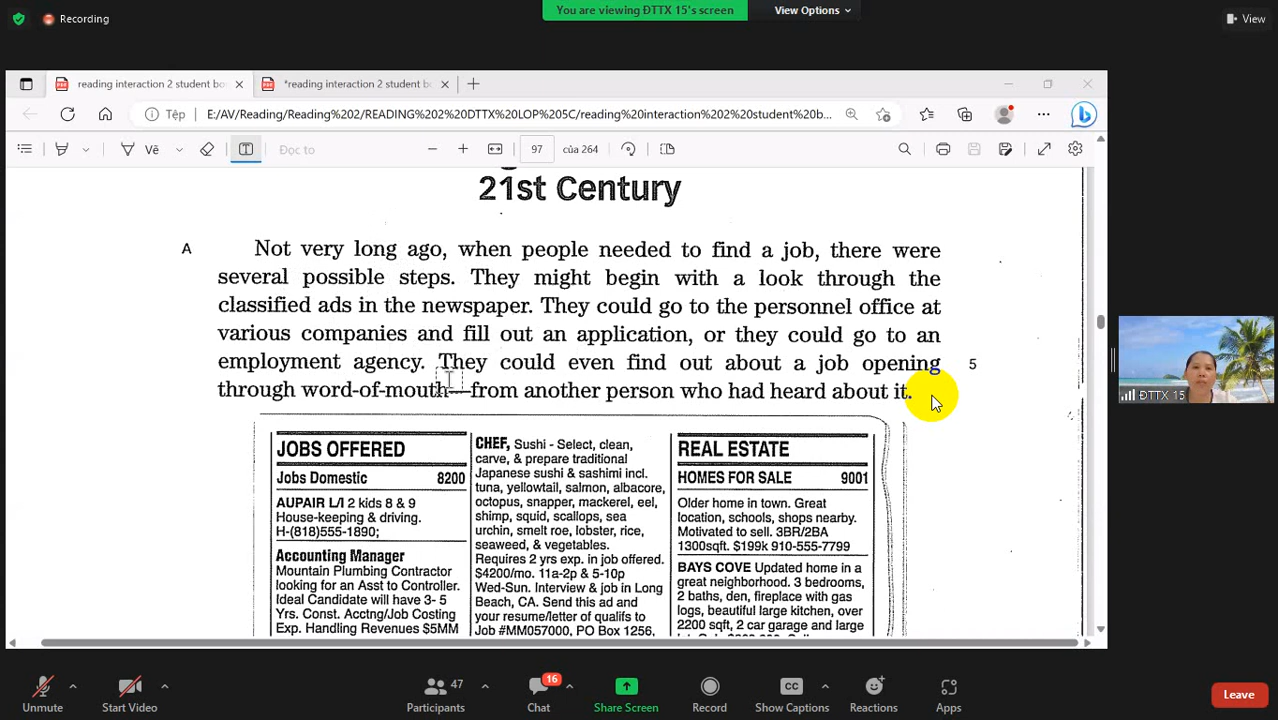 Recording
You are viewing ĐTTX 15's screen
View Options
View
reading interaction 2 student bo
*reading interaction 2 student bo
Tệp
E:/AV/Reading/Reading%202/READING%202%20DTTX%20LOP%205C/reading%20interaction%202%20student%20b...
Vẽ
Đọc to
97
của 264
21st Century
A
Not very long ago, when people needed to find a job, there were
several possible steps. They might begin with a look through the
classified ads in the newspaper. They could go to the personnel office at
various companies and fill out an application, or they could go to an
employment agency. They could even find out about a job opening
5
through word-of-mouth—from another person who had heard about it.
JOBS OFFERED
Jobs Domestic 8200
AUPAIR L/I 2 kids 8 & 9
House-keeping & driving.
H-(818)555-1890;
Accounting Manager
Mountain Plumbing Contractor
looking for an Asst to Controller.
Ideal Candidate will have 3- 5
Yrs. Const. Acctng/Job Costing
Exp. Handling Revenues $5MM
CHEF, Sushi - Select, clean,
carve, & prepare traditional
Japanese sushi & sashimi incl.
tuna, yellowtail, salmon, albacore,
octopus, snapper, mackerel, eel,
shimp, squid, scallops, sea
urchin, smelt roe, lobster, rice,
seaweed, & vegetables.
Requires 2 yrs exp. in job offered.
$4200/mo. 11a-2p & 5-10p
Wed-Sun. Interview & job in Long
Beach, CA. Send this ad and
your resume/letter of qualifs to
Job #MM057000, PO Box 1256,
REAL ESTATE
HOMES FOR SALE 9001
Older home in town. Great
location, schools, shops nearby.
Motivated to sell. 3BR/2BA
1300sqft. $199k 910-555-7799
BAYS COVE Updated home in a
great neighborhood. 3 bedrooms,
2 baths, den, fireplace with gas
logs, beautiful large kitchen, over
2200 sqft, 2 car garage and large
ĐTTX 15
Unmute
Start Video
47
Participants
16
Chat
Share Screen
Record
CC
Show Captions
Reactions
Apps
Leave